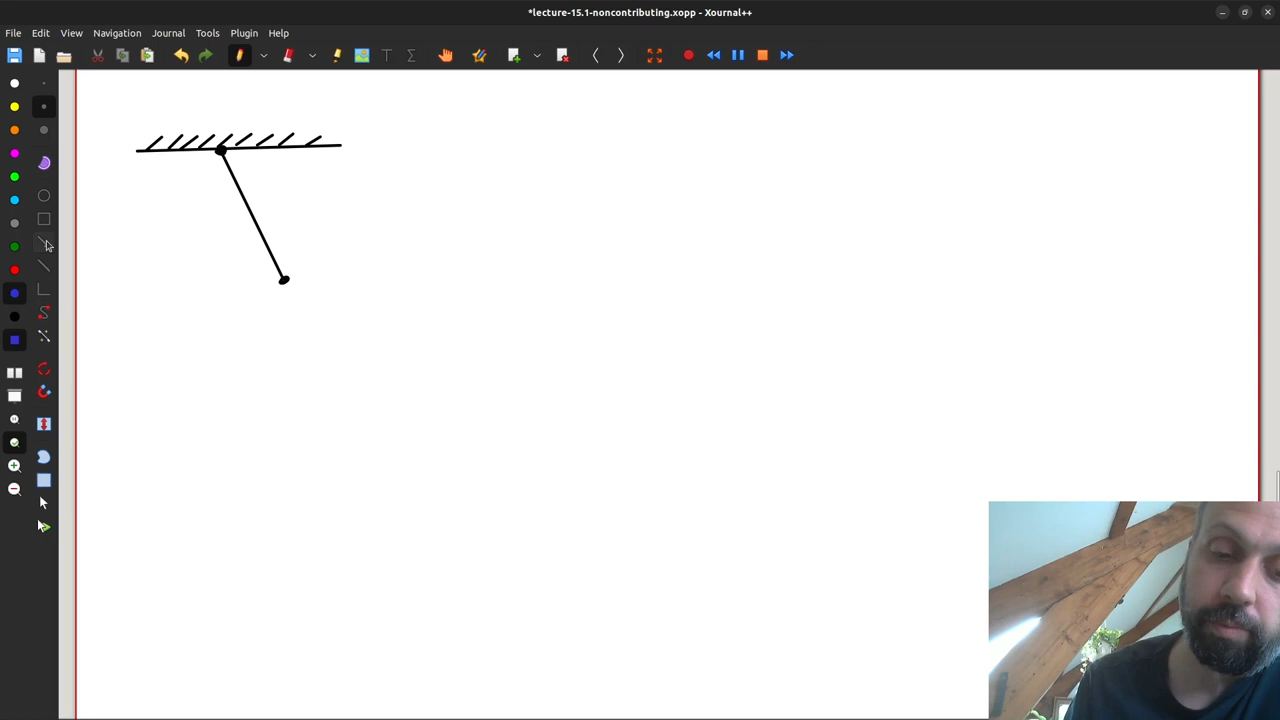 *lecture-15.1-noncontributing.xopp - Xournal++
File Edit View Navigation Journal Tools Plugin Help